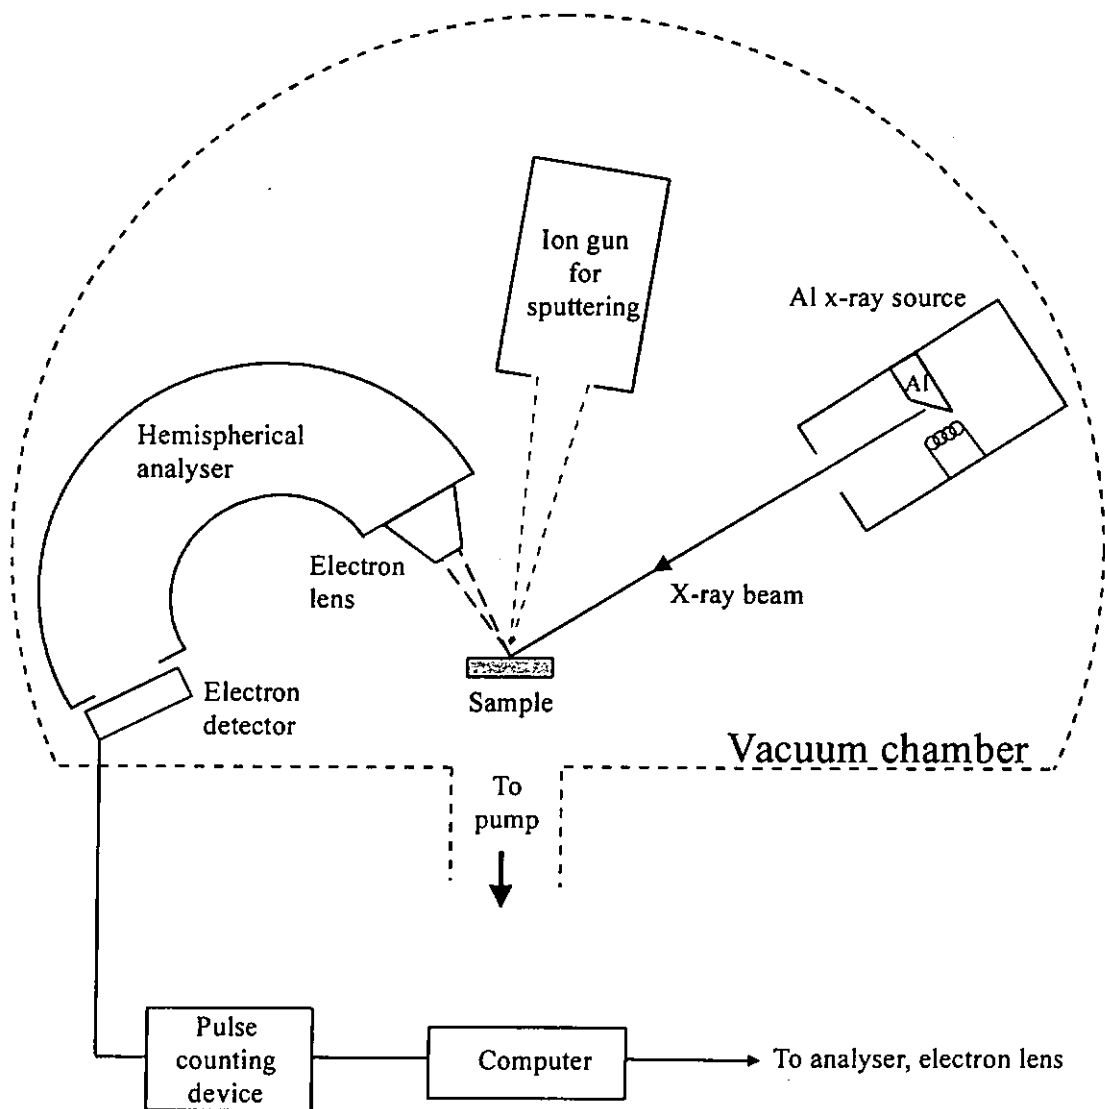 Ion gun
for
sputtering
Al x-ray source
Al
Hemispherical
analyser
Electron
lens
X-ray beam
Sample
Electron
detector
Vacuum chamber
To
pump
Pulse
counting
device
Computer
To analyser, electron lens